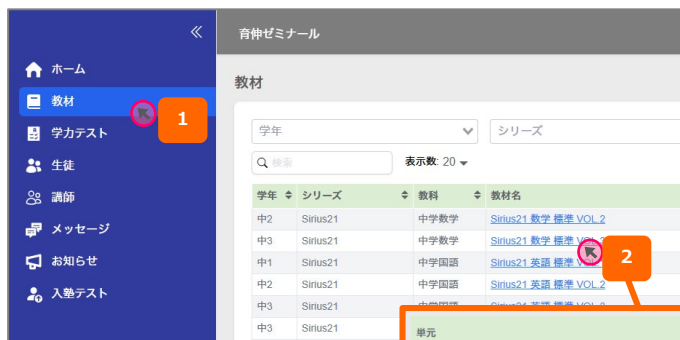 育伸ゼミナール
ホーム
教材
学力テスト
生徒
講師
メッセージ
お知らせ
入塾テスト
1
教材
学年 シリーズ
検索 表示数: 20
学年 シリーズ 教科 教材名
中2 Sirius21 中学数学 Sirius21 数学 標準 VOL.2
中3 Sirius21 中学数学 Sirius21 数学 標準 VOL.2
中1 Sirius21 中学国語 Sirius21 英語 標準
2
中2 Sirius21 中学国語 Sirius21 英語 標準 VOL.2
中3 Sirius21
中3 Sirius21
単元